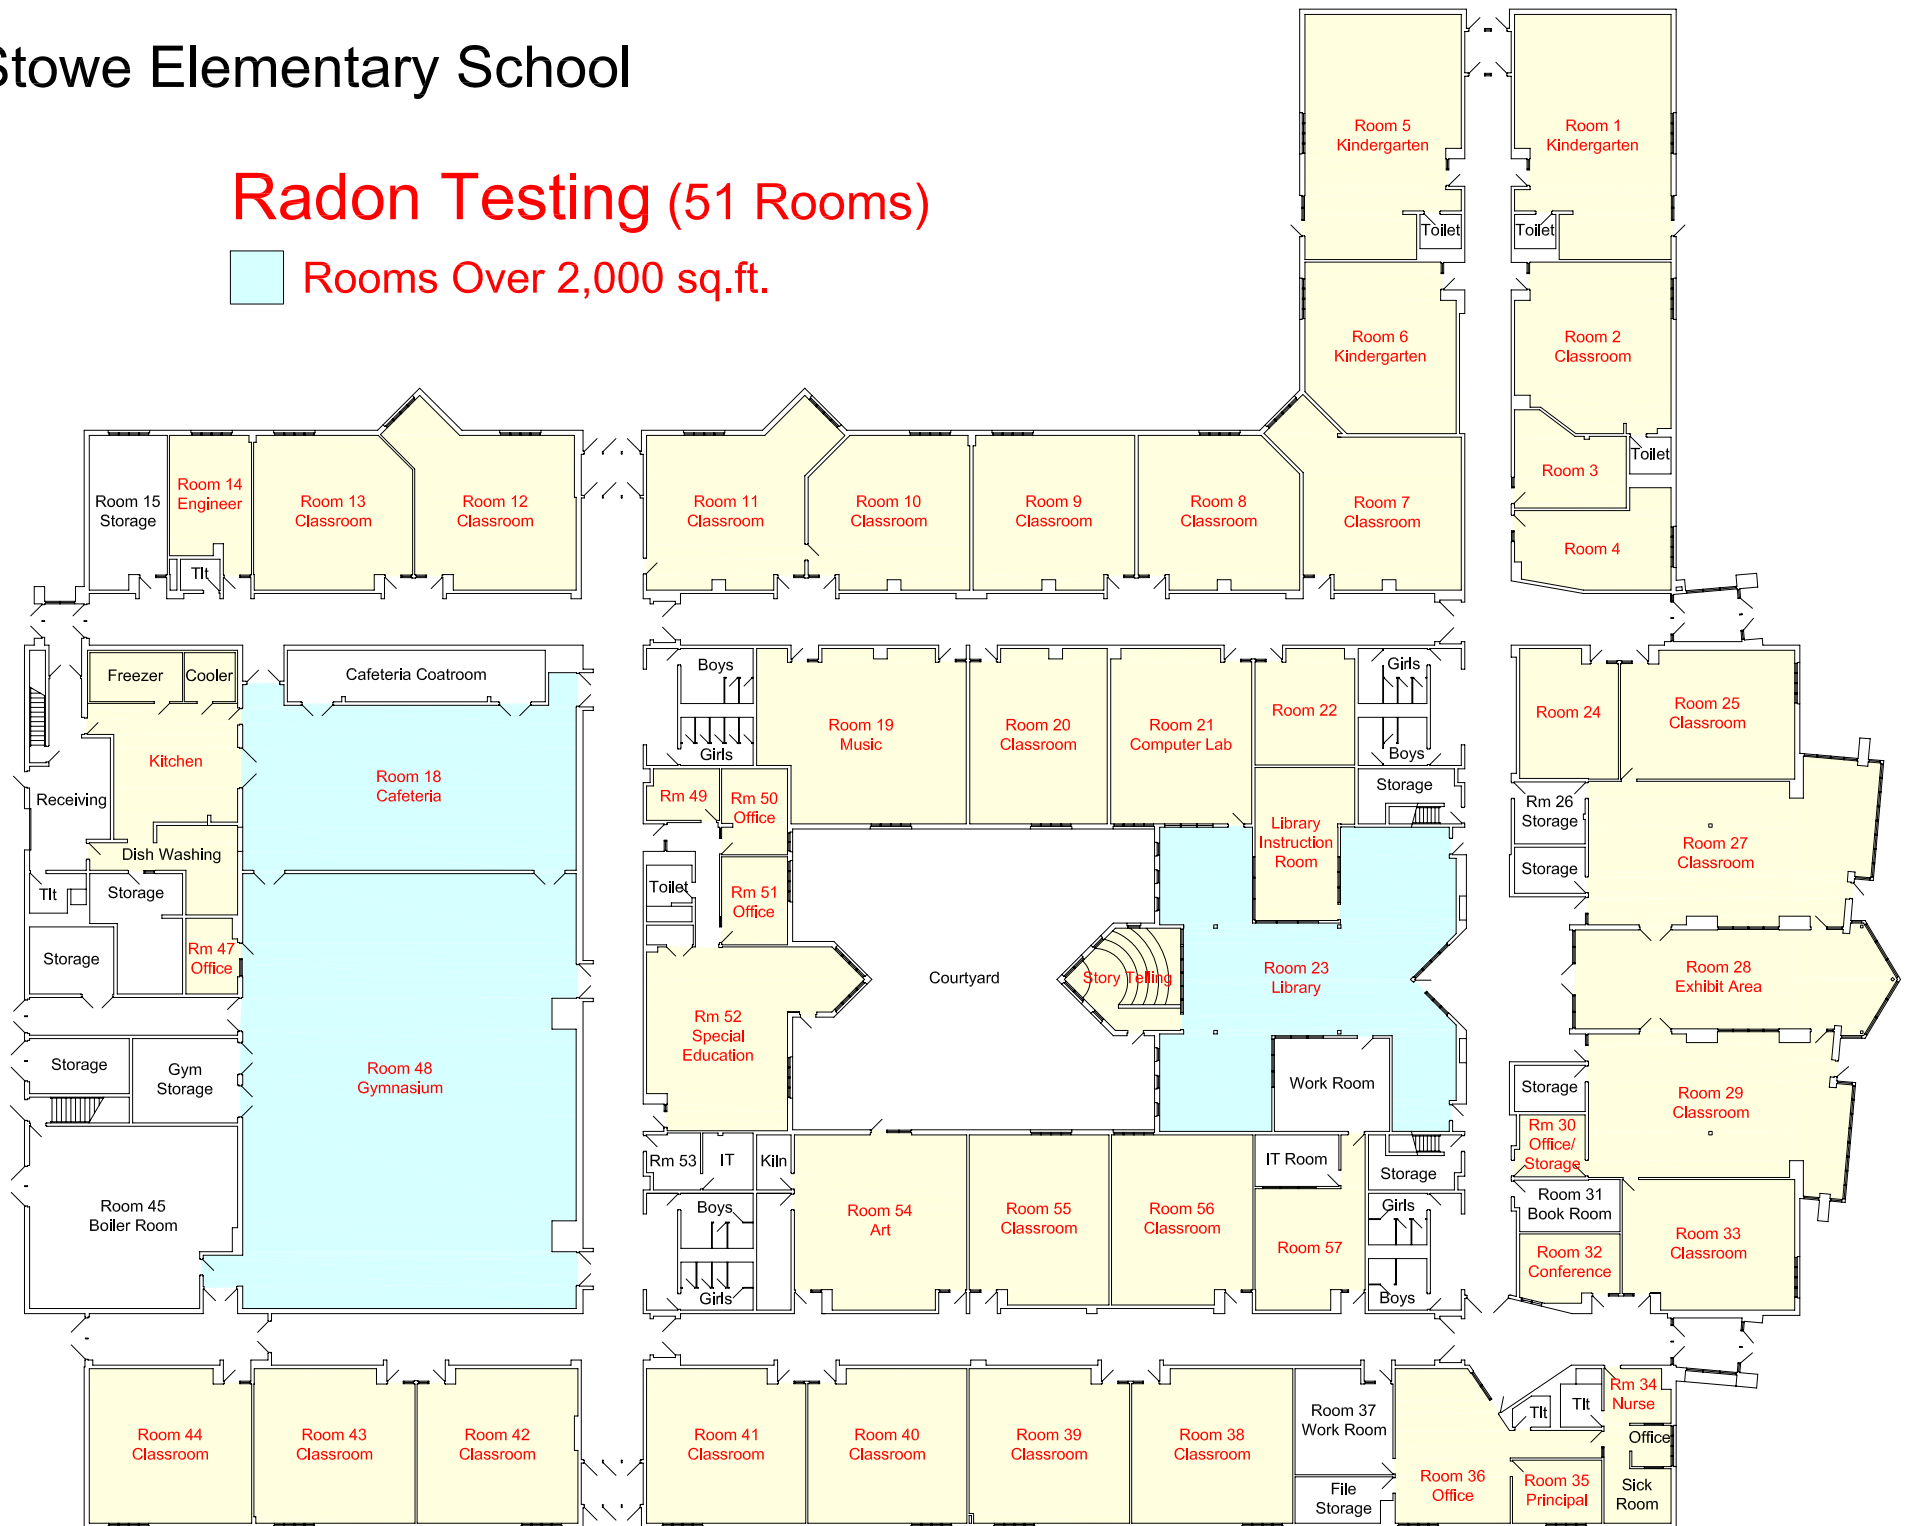 Stowe Elementary School
Radon Testing (51 Rooms)
Rooms Over 2,000 sq.ft.
Room 5
Kindergarten
Room 1
Kindergarten
Toilet
Toilet
Room 6
Kindergarten
Room 2
Classroom
Toilet
Room 3
Room 4
Room 15
Storage
Room 14
Engineer
Tlt
Room 13
Classroom
Room 12
Classroom
Room 11
Classroom
Room 10
Classroom
Room 9
Classroom
Room 8
Classroom
Room 7
Classroom
Freezer
Cooler
Cafeteria Coatroom
Kitchen
Receiving
Room 18
Cafeteria
Dish Washing
Tlt
Storage
Storage
Rm 47
Office
Storage
Gym
Storage
Room 48
Gymnasium
Room 45
Boiler Room
Boys
Girls
Room 19
Music
Room 20
Classroom
Room 21
Computer Lab
Room 22
Girls
Boys
Storage
Rm 49
Rm 50
Office
Library
Instruction
Room
Toilet
Rm 51
Office
Courtyard
Story Telling
Room 23
Library
Rm 52
Special
Education
Work Room
Rm 53
IT
Kiln
Boys
Girls
Room 54
Art
Room 55
Classroom
Room 56
Classroom
IT Room
Room 57
Storage
Girls
Boys
Room 24
Room 25
Classroom
Rm 26
Storage
Storage
Room 27
Classroom
Room 28
Exhibit Area
Storage
Room 29
Classroom
Rm 30
Office/
Storage
Room 31
Book Room
Room 32
Conference
Room 33
Classroom
Room 44
Classroom
Room 43
Classroom
Room 42
Classroom
Room 41
Classroom
Room 40
Classroom
Room 39
Classroom
Room 38
Classroom
Room 37
Work Room
File
Storage
Room 36
Office
Tlt
Tlt
Rm 34
Nurse
Office
Room 35
Principal
Sick
Room